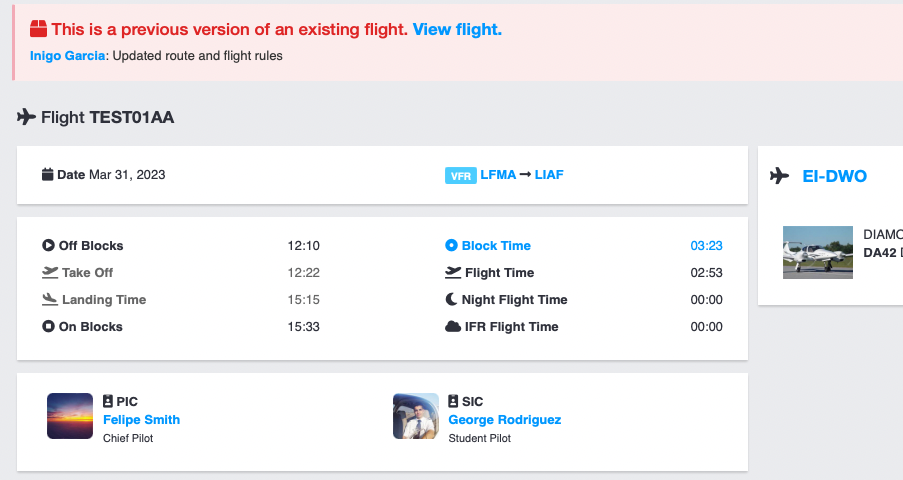 This is a previous version of an existing flight. View flight.
Inigo Garcia: Updated route and flight rules
Flight TEST01AA
Date Mar 31, 2023
VFR LFMA → LIAF
EI-DWO
Off Blocks 12:10
Take Off 12:22
Landing Time 15:15
On Blocks 15:33
Block Time 03:23
Flight Time 02:53
Night Flight Time 00:00
IFR Flight Time 00:00
DIAMO
DA42
PIC
Felipe Smith
Chief Pilot
SIC
George Rodriguez
Student Pilot